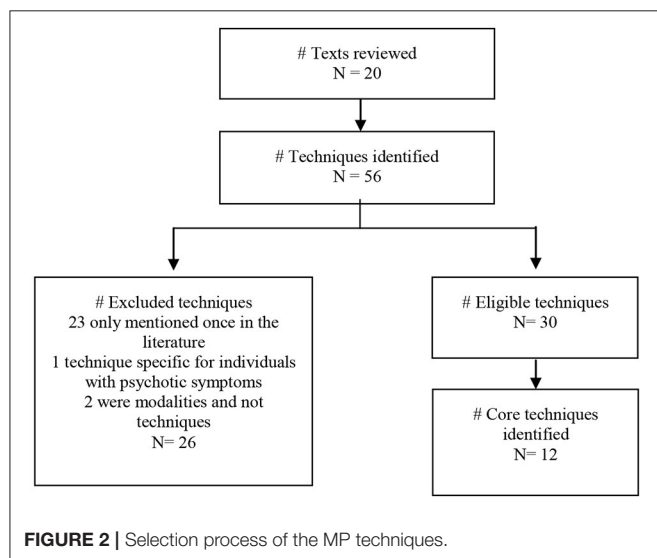 # Texts reviewed
N = 20
# Techniques identified
N = 56
# Excluded techniques
23 only mentioned once in the
literature
1 technique specific for individuals
with psychotic symptoms
2 were modalities and not
techniques
N= 26
# Eligible techniques
N= 30
# Core techniques
identified
N= 12
FIGURE 2 | Selection process of the MP techniques.